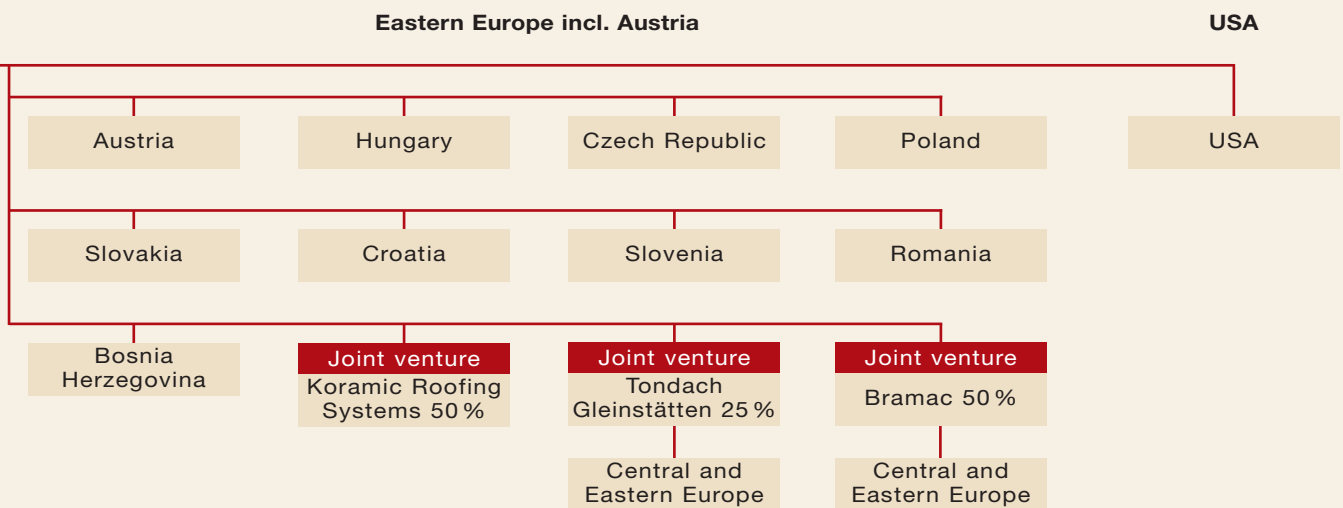 Eastern Europe incl. Austria
USA
Austria
Hungary
Czech Republic
Poland
USA
Slovakia
Croatia
Slovenia
Romania
Bosnia
Herzegovina
Joint venture
Koramic Roofing
Systems 50 %
Joint venture
Tondach
Gleinstätten 25 %
Joint venture
Bramac 50 %
Central and
Eastern Europe
Central and
Eastern Europe